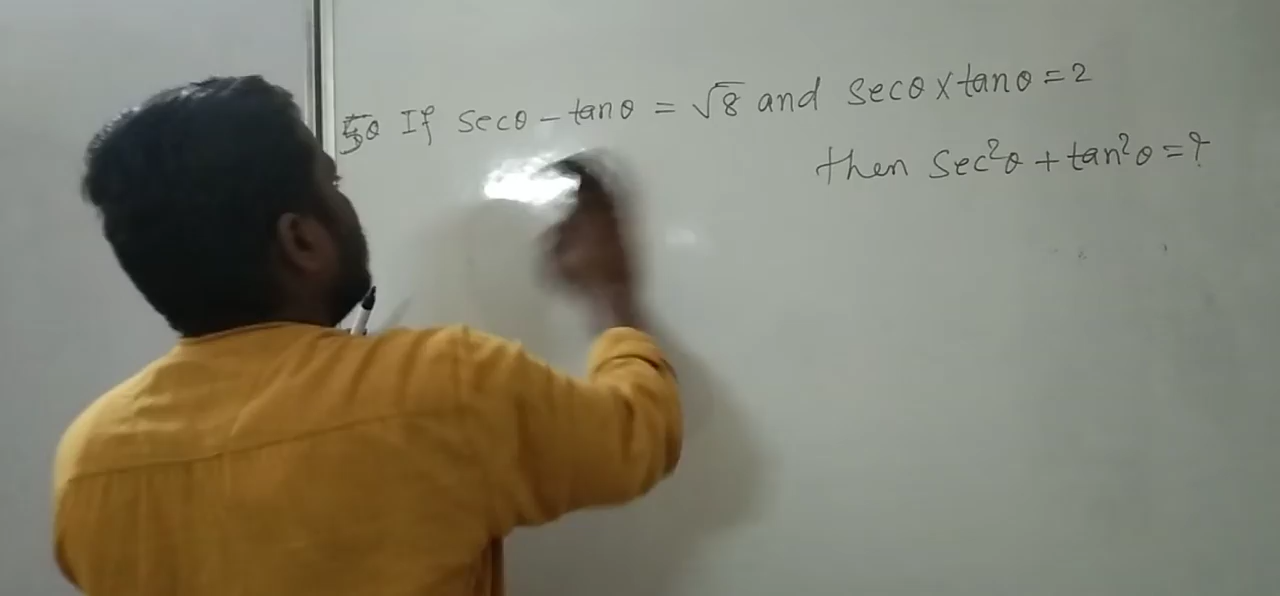 50 If secθ - tanθ = √8 and secθ x tanθ = 2
then sec²θ + tan²θ = ?